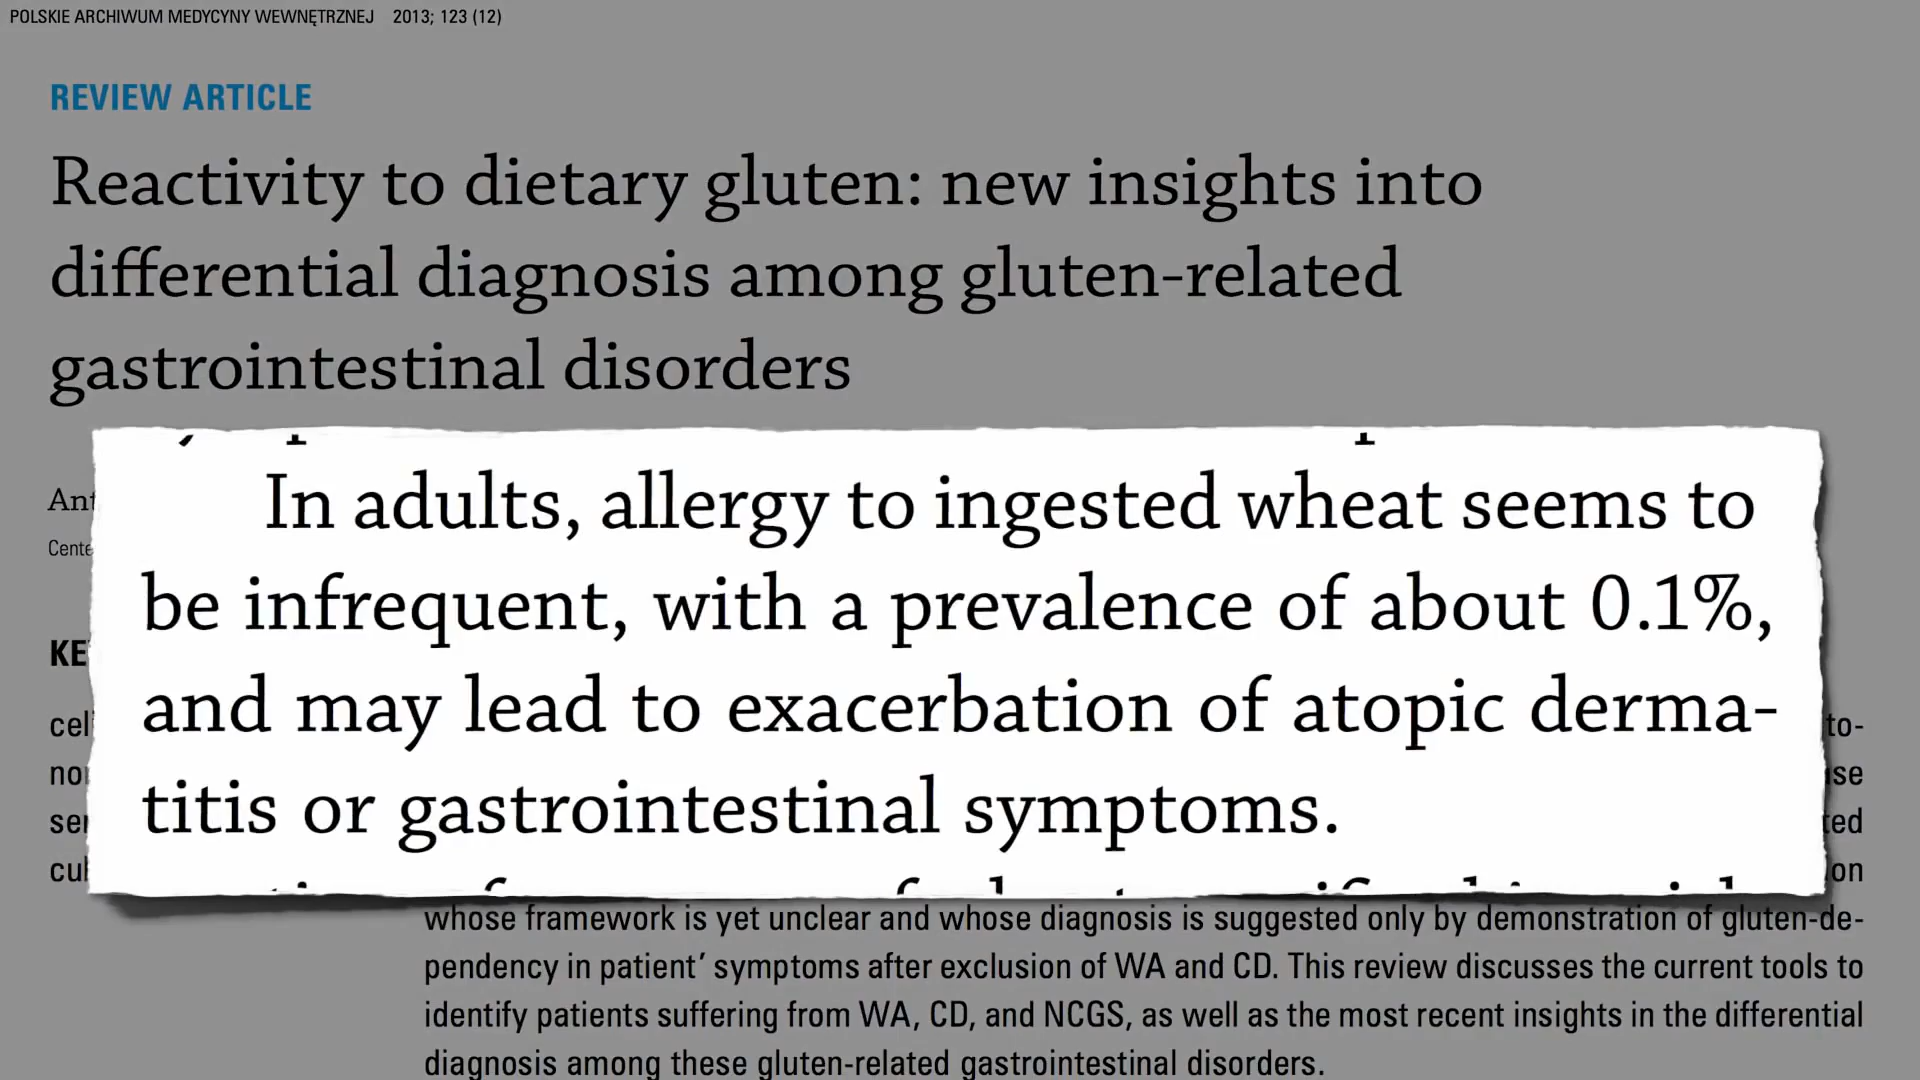 POLSKIE ARCHIWUM MEDYCYNY WEWNĘTRZNEJ 2013; 123 (12)
REVIEW ARTICLE
Reactivity to dietary gluten: new insights into
differential diagnosis among gluten-related
gastrointestinal disorders
In adults, allergy to ingested wheat seems to
be infrequent, with a prevalence of about 0.1%,
and may lead to exacerbation of atopic derma-
titis or gastrointestinal symptoms.
whose framework is yet unclear and whose diagnosis is suggested only by demonstration of gluten-de-
pendency in patient’ symptoms after exclusion of WA and CD. This review discusses the current tools to
identify patients suffering from WA, CD, and NCGS, as well as the most recent insights in the differential
diagnosis among these gluten-related gastrointestinal disorders.